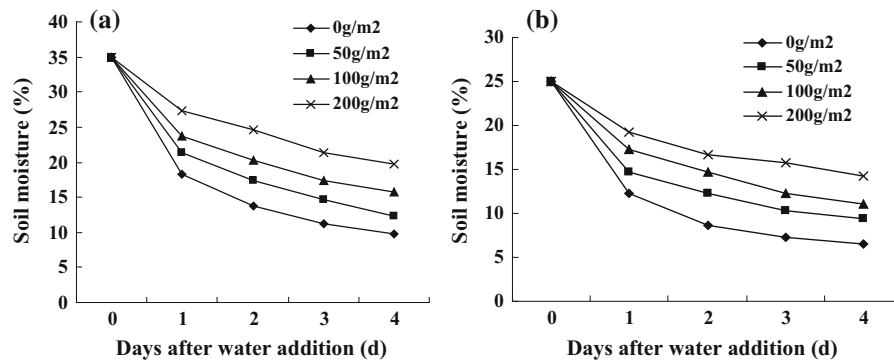 (a)
40
35
30
25
20
15
10
5
0
Soil moisture (%)
0g/m2
50g/m2
100g/m2
200g/m2
0 1 2 3 4
Days after water addition (d)
(b)
30
25
20
15
10
5
0
Soil moisture (%)
0g/m2
50g/m2
100g/m2
200g/m2
0 1 2 3 4
Days after water addition (d)